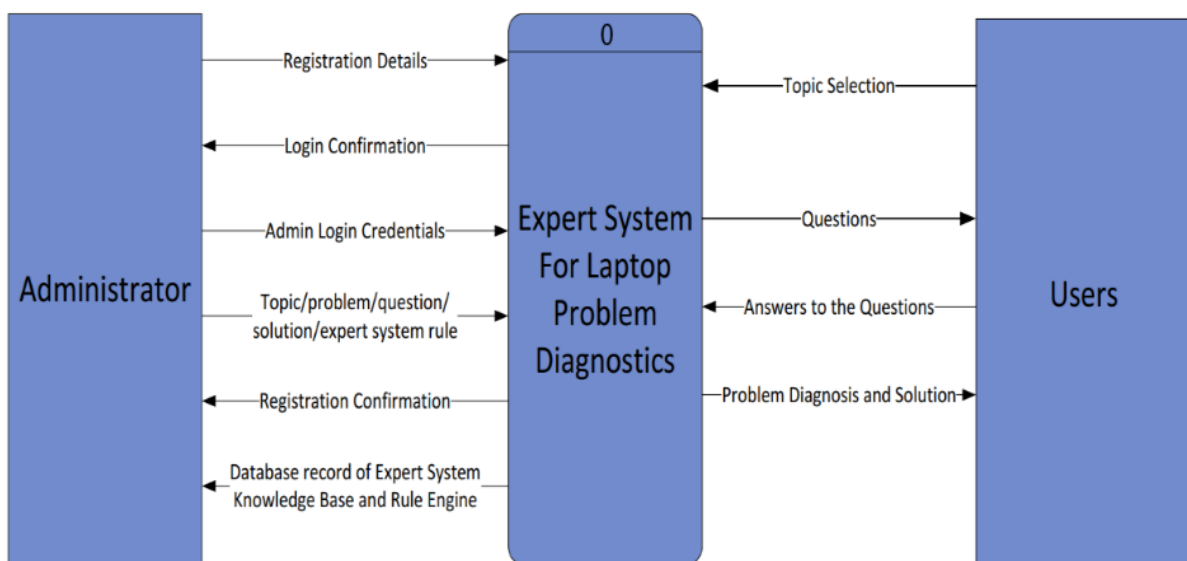 0
Registration Details
Topic Selection
Login Confirmation
Admin Login Credentials
Questions
Administrator
Expert System
For Laptop
Problem
Diagnostics
Users
Topic/problem/question/
solution/expert system rule
Answers to the Questions
Registration Confirmation
Problem Diagnosis and Solution
Database record of Expert System
Knowledge Base and Rule Engine